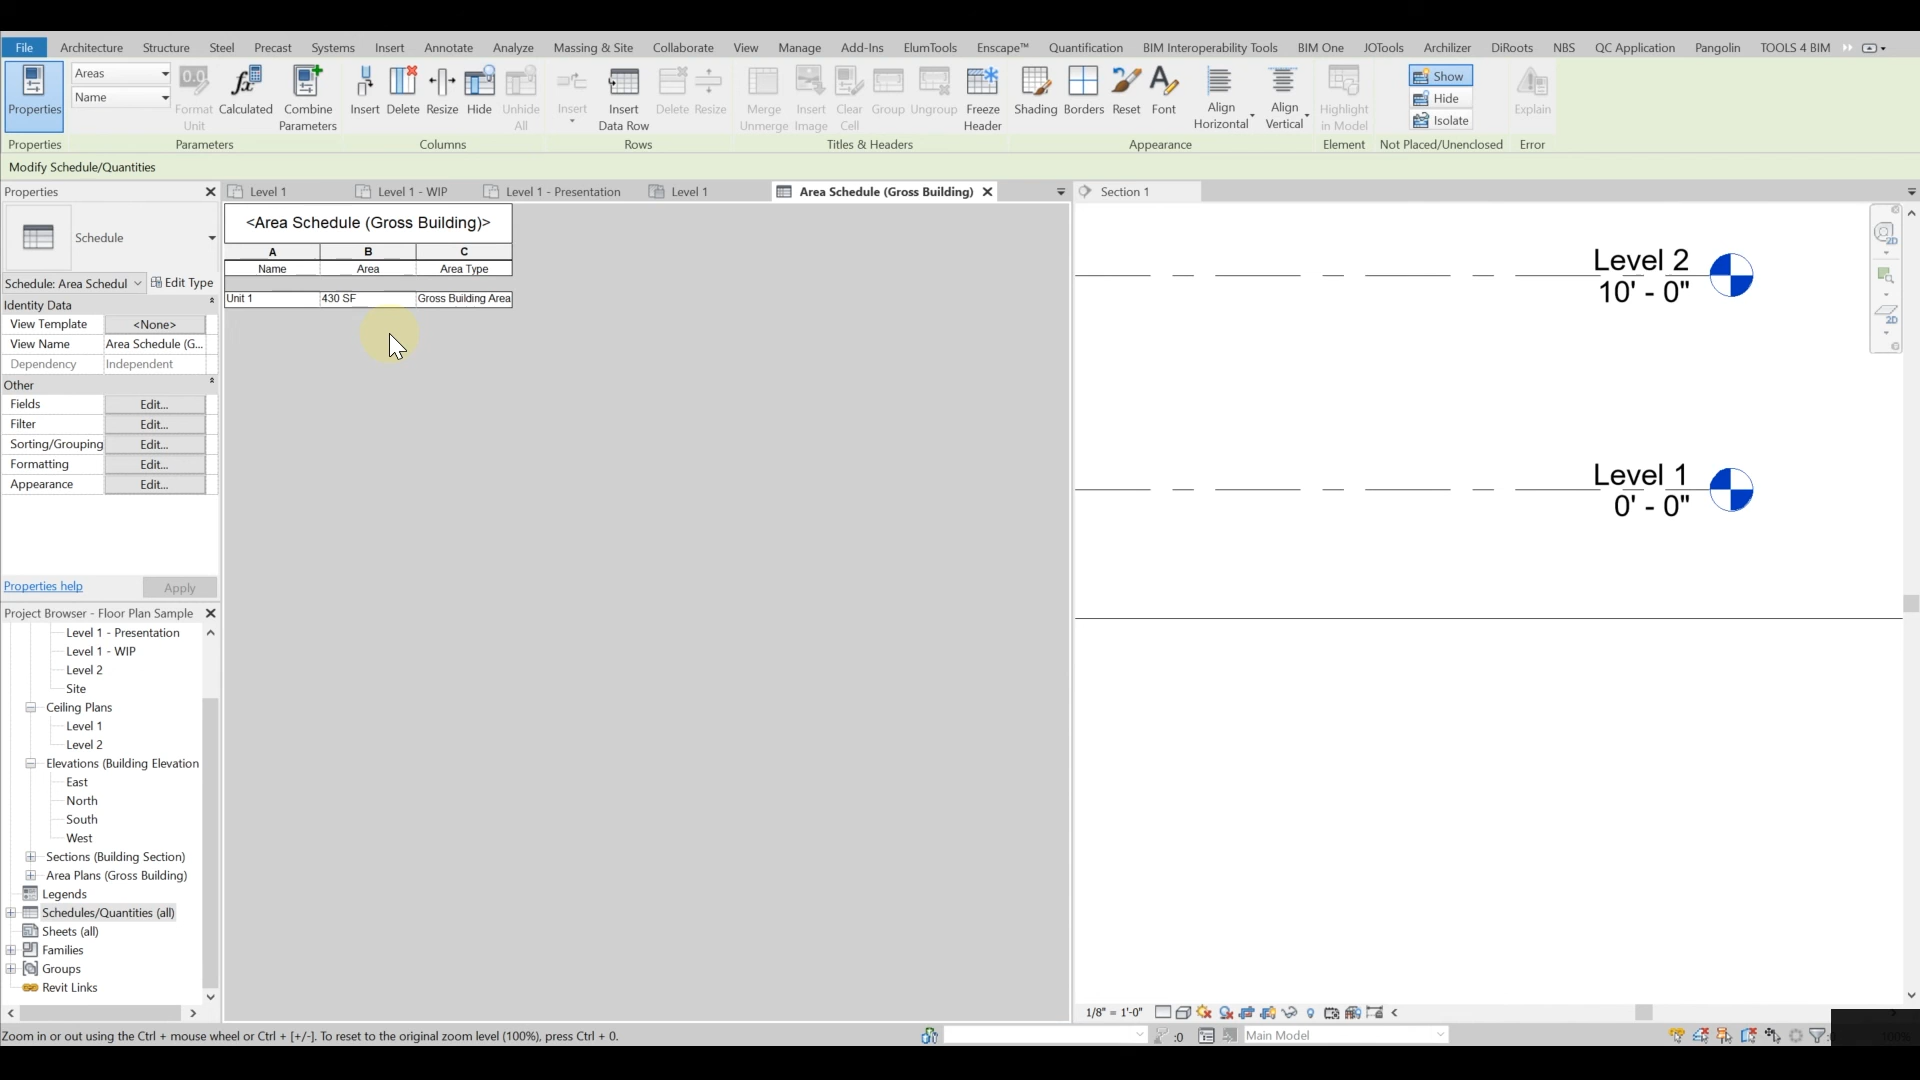 File Architecture Structure Steel Precast Systems Insert Annotate Analyze Massing & Site Collaborate View Manage Add-Ins ElumTools Enscape™ Quantification BIM Interoperability Tools BIM One JOTools Archilizer DiRoots NBS QC Application Pangolin TOOLS 4 BIM
Properties
Areas
Name
0.0
Format
Unit
Calculated
Combine
Parameters
Insert
Delete
Resize
Hide
Unhide
All
Insert
Insert
Data Row
Delete
Resize
Merge
Unmerge
Insert
Image
Clear
Cell
Group
Ungroup
Freeze
Header
Shading
Borders
Reset
Font
Align
Horizontal
Align
Vertical
Highlight
in Model
Show
Hide
Isolate
Explain
Properties Parameters Columns Rows Titles & Headers Appearance Element Not Placed/Unenclosed Error
Modify Schedule/Quantities
Properties
Level 1 Level 1 - WIP Level 1 - Presentation Level 1 Area Schedule (Gross Building) Section 1
Schedule
Schedule: Area Schedul
Edit Type
Identity Data
View Template <None>
View Name Area Schedule (G...
Dependency Independent
Other
Fields Edit...
Filter Edit...
Sorting/Grouping Edit...
Formatting Edit...
Appearance Edit...
Properties help
Apply
<Area Schedule (Gross Building)>
A B C
Name Area Area Type
Unit 1 430 SF Gross Building Area
Level 2
10' - 0"
Level 1
0' - 0"
2D
2D
Project Browser - Floor Plan Sample
Level 1 - Presentation
Level 1 - WIP
Level 2
Site
Ceiling Plans
Level 1
Level 2
Elevations (Building Elevation
East
North
South
West
Sections (Building Section)
Area Plans (Gross Building)
Legends
Schedules/Quantities (all)
Sheets (all)
Families
Groups
Revit Links
1/8" = 1'-0"
Zoom in or out using the Ctrl + mouse wheel or Ctrl + [+/-]. To reset to the original zoom level (100%), press Ctrl + 0.
:0
Main Model